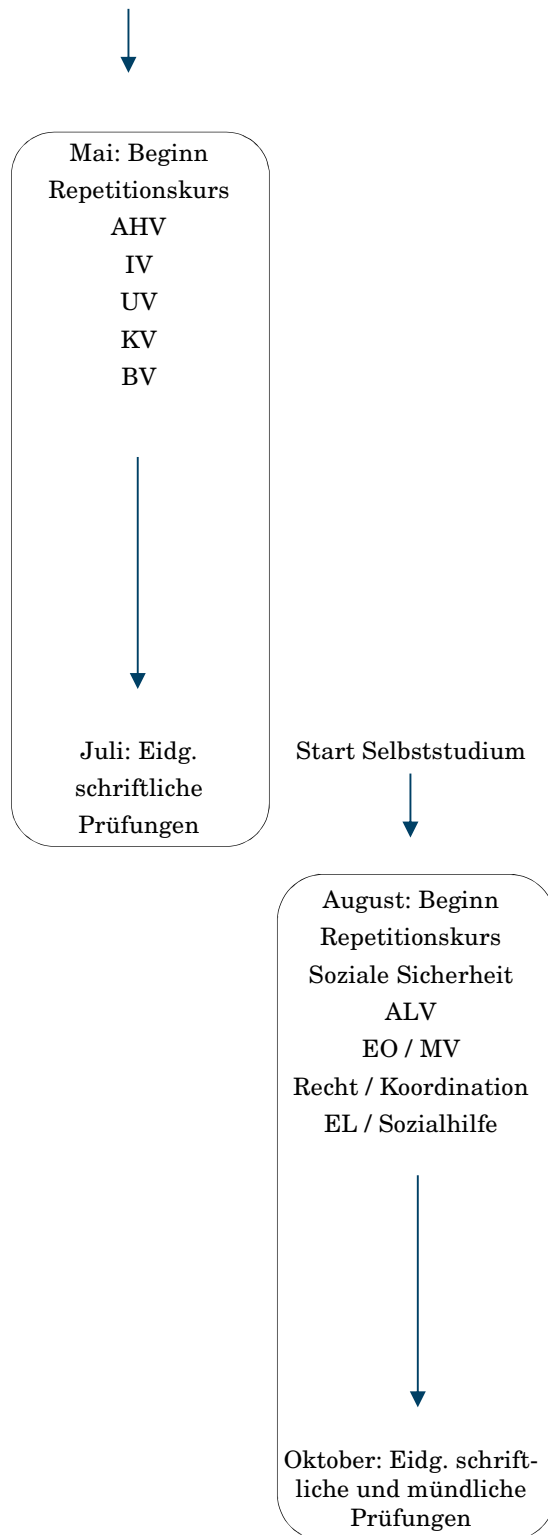 Mai: Beginn
Repetitionskurs
AHV
IV
UV
KV
BV
Juli: Eidg.
schriftliche
Prüfungen
Start Selbststudium
August: Beginn
Repetitionskurs
Soziale Sicherheit
ALV
EO / MV
Recht / Koordination
EL / Sozialhilfe
Oktober: Eidg. schrift-
liche und mündliche
Prüfungen